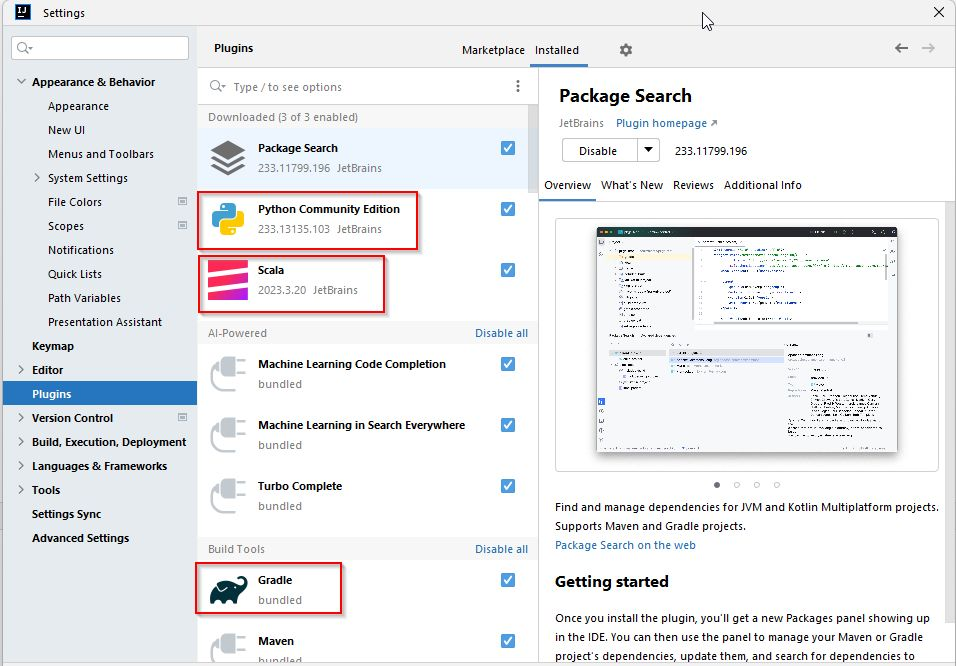 Settings
Plugins
Marketplace
Installed
Appearance & Behavior
Appearance
New UI
Menus and Toolbars
System Settings
File Colors
Scopes
Notifications
Quick Lists
Path Variables
Presentation Assistant
Keymap
Editor
Plugins
Version Control
Build, Execution, Deployment
Languages & Frameworks
Tools
Settings Sync
Advanced Settings
Type / to see options
Downloaded (3 of 3 enabled)
Package Search
233.11799.196 JetBrains
Python Community Edition
233.13135.103 JetBrains
Scala
2023.3.20 JetBrains
AI-Powered
Disable all
Machine Learning Code Completion
bundled
Machine Learning in Search Everywhere
bundled
Turbo Complete
bundled
Build Tools
Disable all
Gradle
bundled
Maven
bundled
Package Search
JetBrains Plugin homepage
Disable
233.11799.196
Overview What's New Reviews Additional Info
Find and manage dependencies for JVM and Kotlin Multiplatform projects.
Supports Maven and Gradle projects.
Package Search on the web
Getting started
Once you install the plugin, you'll get a new Packages panel showing up
in the IDE. You can then use the panel to manage your Maven or Gradle
project's dependencies, update them, and search for dependencies to